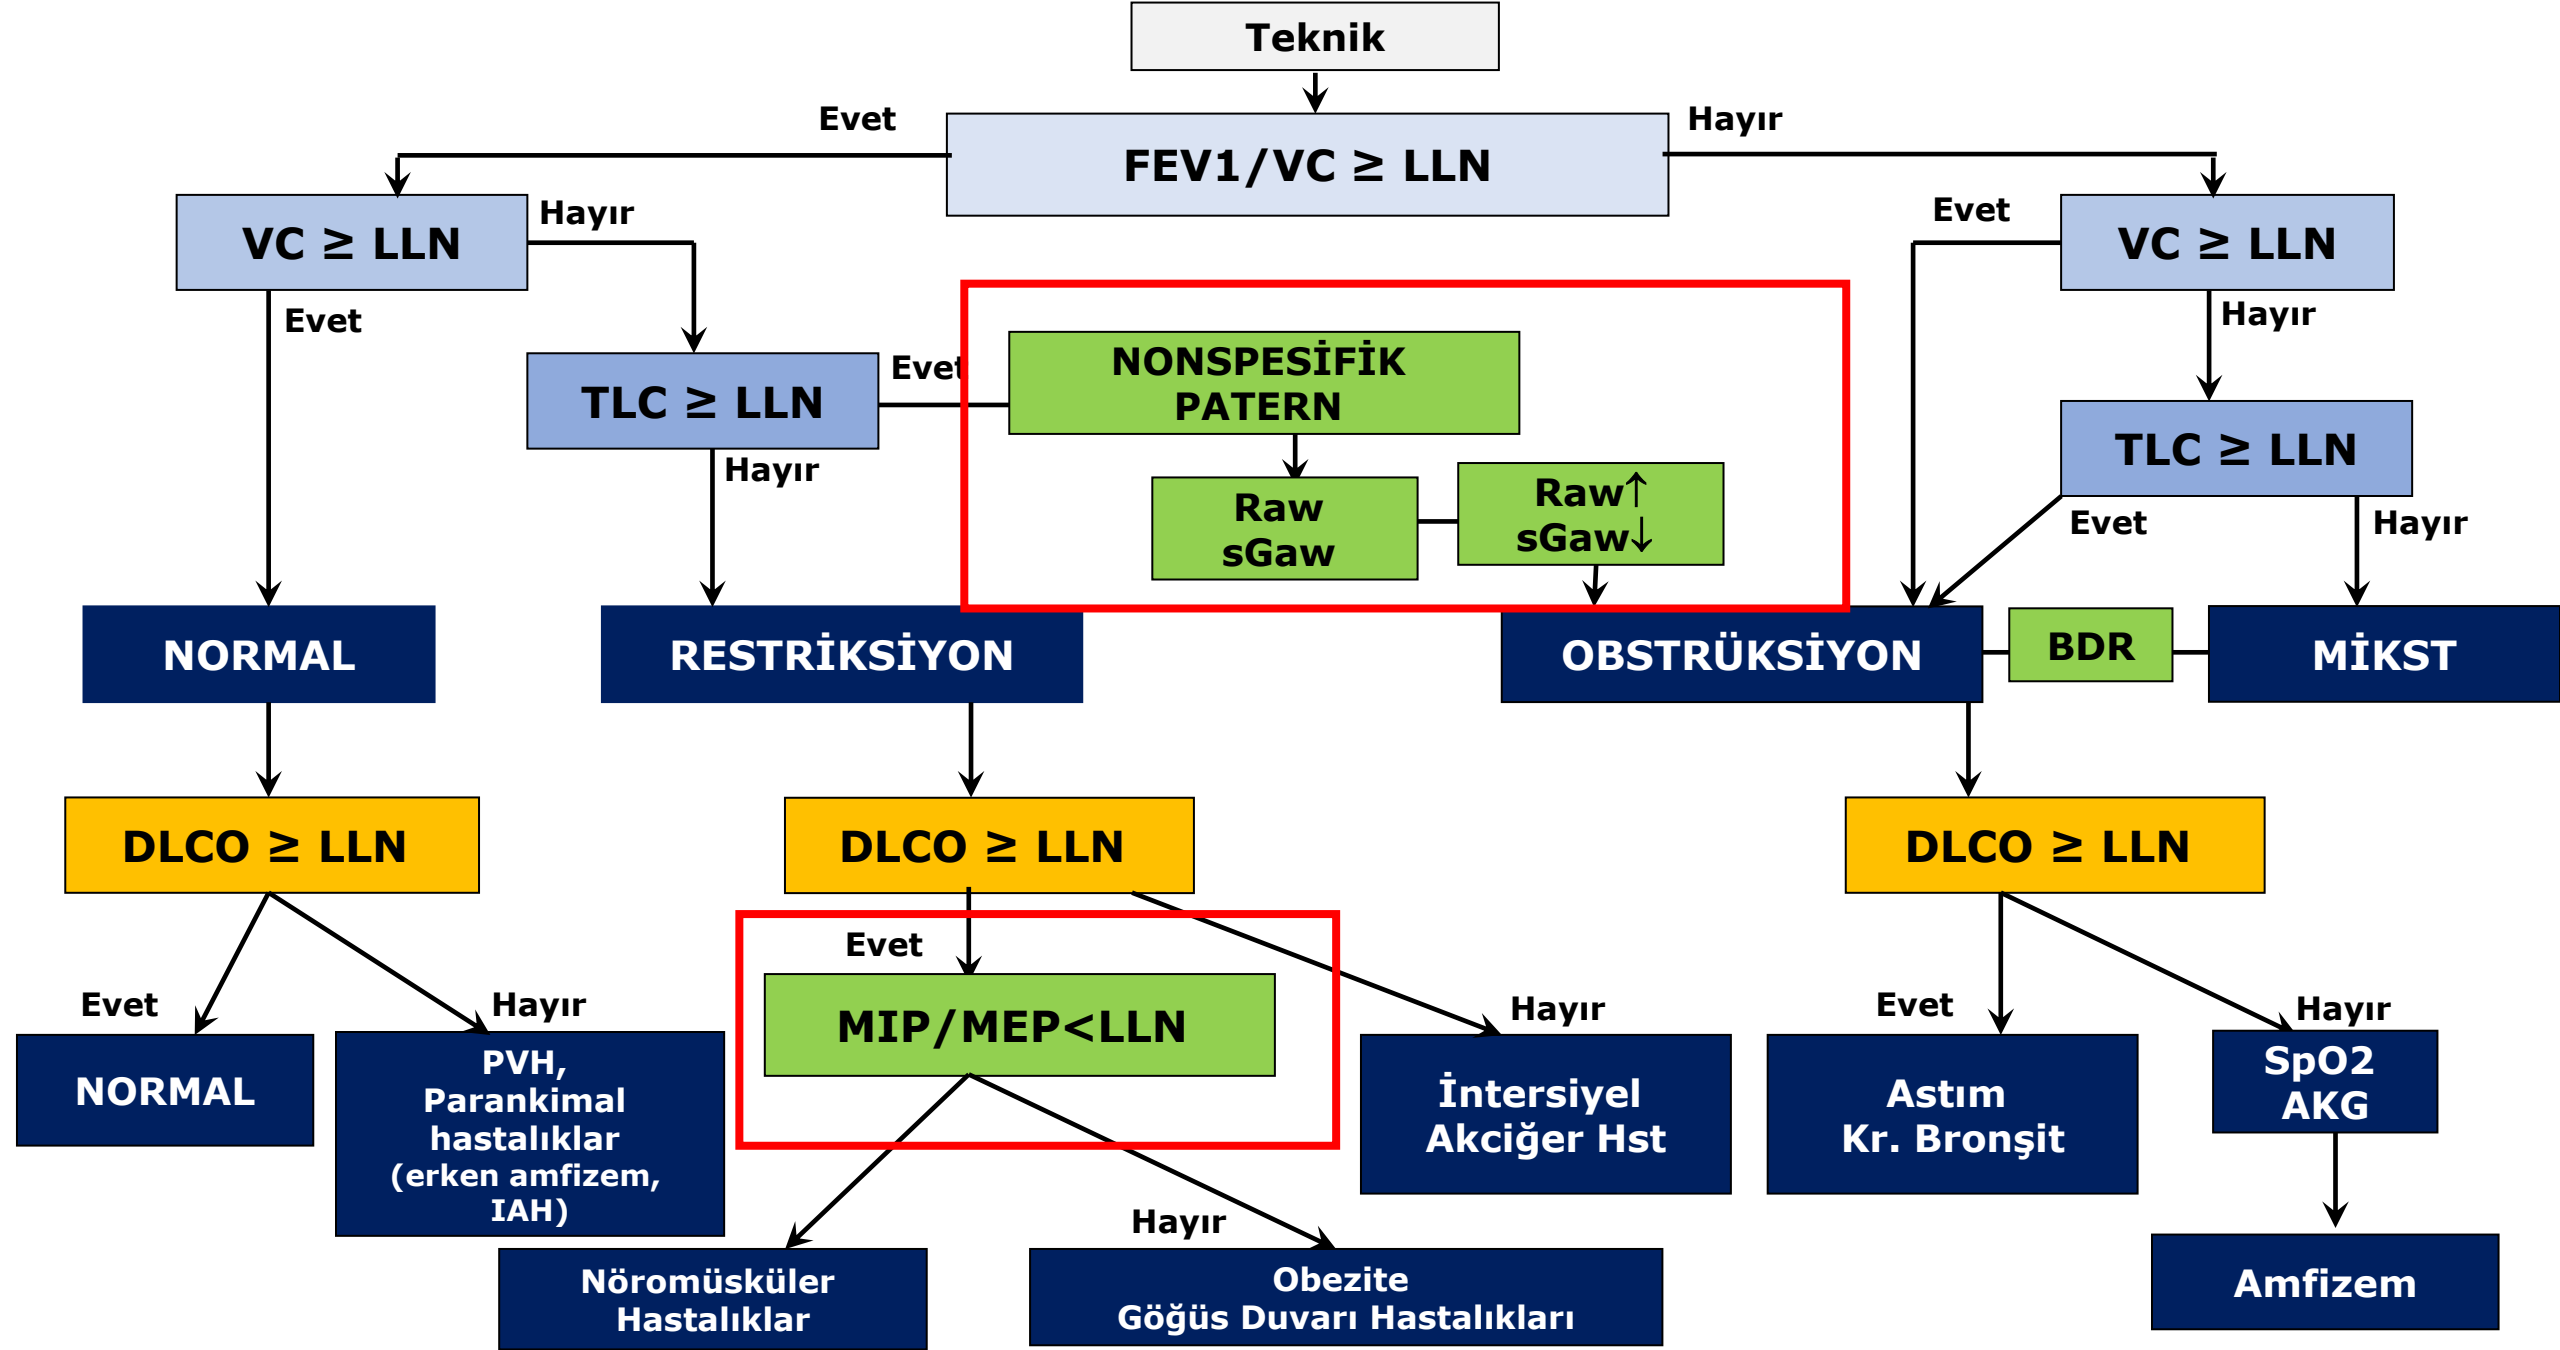 Teknik
Evet
Hayır
FEV1/VC ≥ LLN
VC ≥ LLN
Hayır
Evet
VC ≥ LLN
Evet
Hayır
TLC ≥ LLN
Evet
NONSPESİFİK
PATERN
TLC ≥ LLN
Hayır
Raw
sGaw
Raw↑
sGaw↓
Evet
Hayır
NORMAL
RESTRİKSİYON
OBSTRÜKSİYON
BDR
MİKST
DLCO ≥ LLN
DLCO ≥ LLN
DLCO ≥ LLN
Evet
Hayır
Evet
Hayır
Evet
Hayır
NORMAL
PVH,
Parankimal
hastalıklar
(erken amfizem,
IAH)
MIP/MEP<LLN
İntersiyel
Akciğer Hst
Astım
Kr. Bronşit
SpO2
AKG
Hayır
Nöromüsküler
Hastalıklar
Obezite
Göğüs Duvarı Hastalıkları
Amfizem